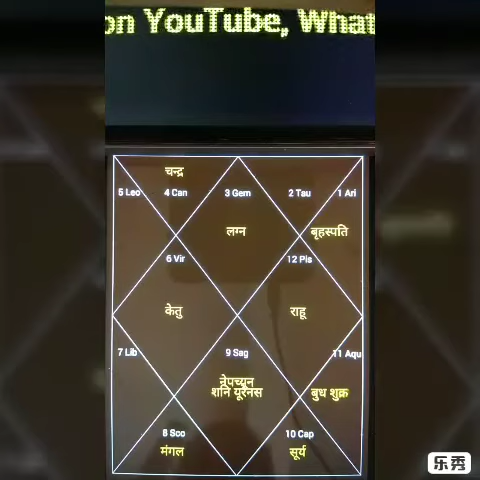 on YouTube, What
चन्द्र
5 Leo 4 Can 3 Gem 2 Tau 1 Ari
लग्न बृहस्पति
6 Vir 12 Pis
केतु राहू
7 Lib 9 Sag 11 Aqu
नेपच्यून
शनि यूरेनस बुध शुक्र
8 Sco 10 Cap
मंगल सूर्य
乐秀